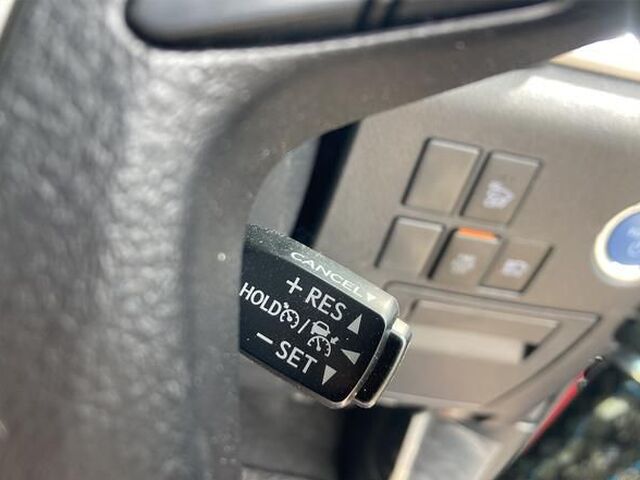 CANCEL▼
+ RES ▲
HOLD / ◀
− SET ▼